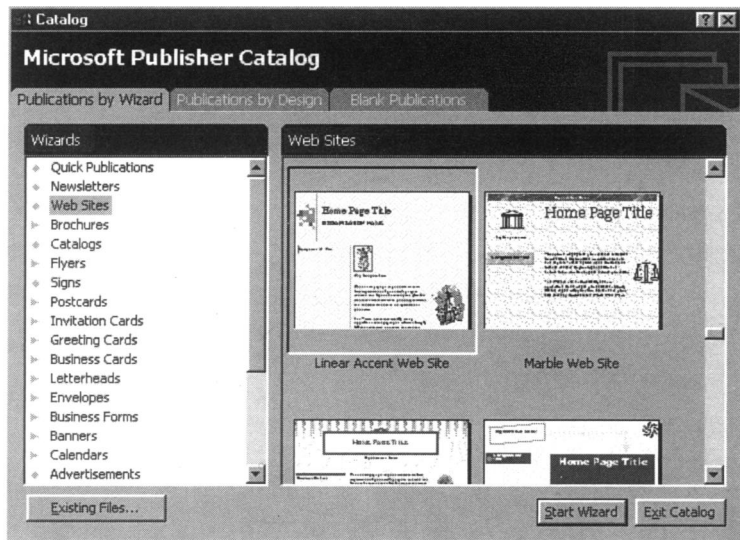 Catalog
Microsoft Publisher Catalog
Publications by Wizard
Publications by Design
Blank Publications
Wizards
Quick Publications
Newsletters
Web Sites
Brochures
Catalogs
Flyers
Signs
Postcards
Invitation Cards
Greeting Cards
Business Cards
Letterheads
Envelopes
Business Forms
Banners
Calendars
Advertisements
Existing Files...
Web Sites
Home Page Title
Linear Accent Web Site
Home Page Title
Marble Web Site
Home Page Title
Home Page Title
Start Wizard
Exit Catalog